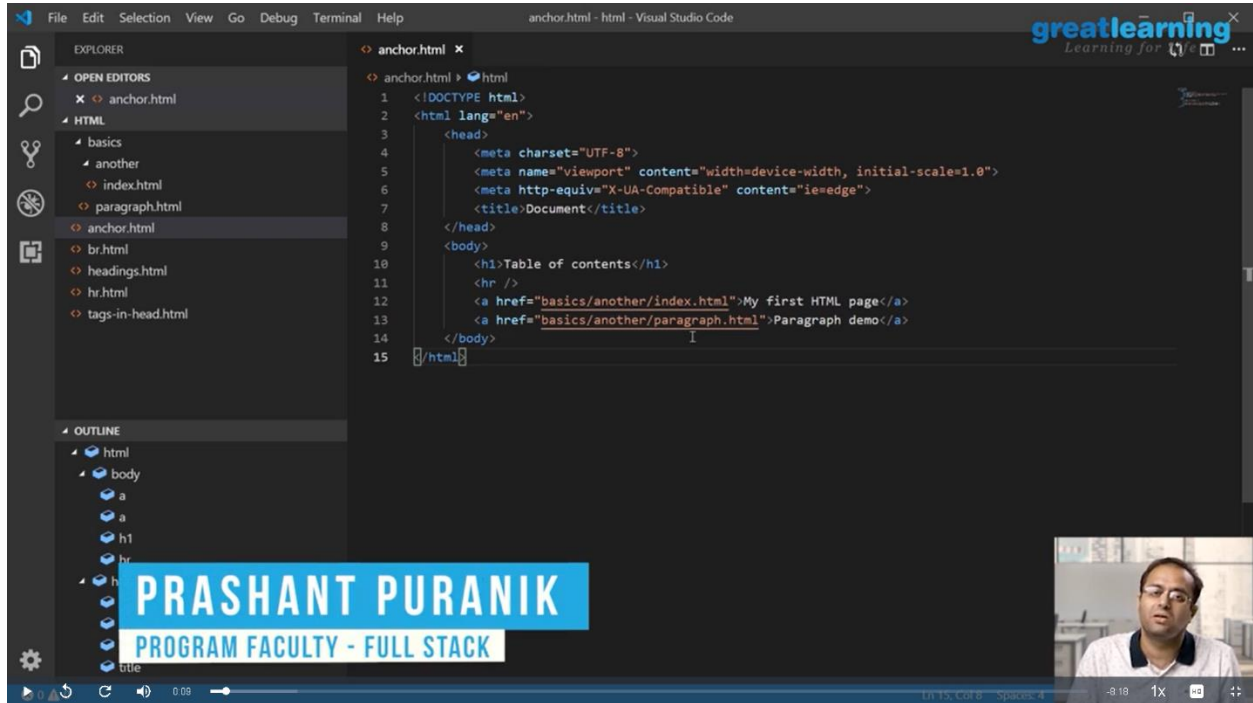 File Edit Selection View Go Debug Terminal Help
anchor.html - html - Visual Studio Code
greatlearning
Learning for Life
EXPLORER
OPEN EDITORS
anchor.html
HTML
basics
another
index.html
paragraph.html
anchor.html
br.html
headings.html
hr.html
tags-in-head.html
OUTLINE
html
body
a
a
h1
hr
h
title
anchor.html
anchor.html html
1 <!DOCTYPE html>
2 <html lang="en">
3 <head>
4 <meta charset="UTF-8">
5 <meta name="viewport" content="width=device-width, initial-scale=1.0">
6 <meta http-equiv="X-UA-Compatible" content="ie=edge">
7 <title>Document</title>
8 </head>
9 <body>
10 <h1>Table of contents</h1>
11 <hr />
12 <a href="basics/another/index.html">My first HTML page</a>
13 <a href="basics/another/paragraph.html">Paragraph demo</a>
14 </body>
15 </html>
PRASHANT PURANIK
PROGRAM FACULTY - FULL STACK
0:09
Ln 15, Col 8 Spaces: 4
-8:18 1x HQ